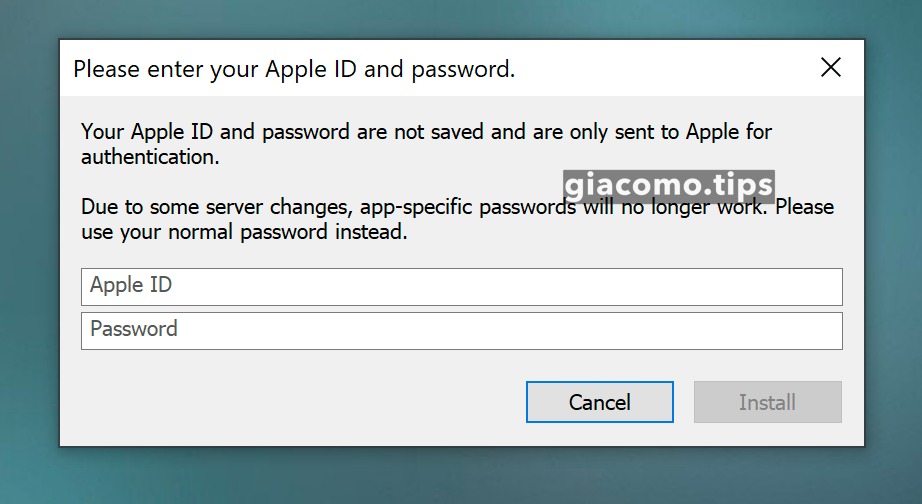 Please enter your Apple ID and password.
Your Apple ID and password are not saved and are only sent to Apple for
authentication.
giacomo.tips
Due to some server changes, app-specific passwords will no longer work. Please
use your normal password instead.
Apple ID
Password
Cancel Install